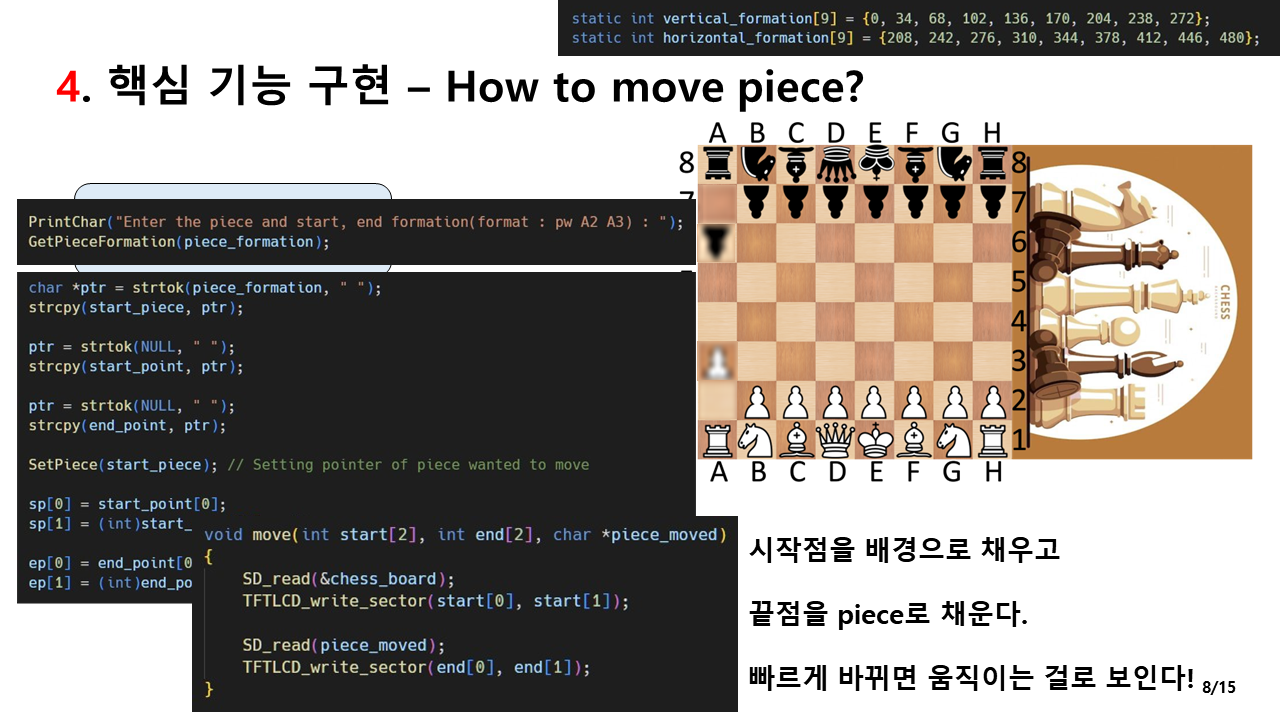 static int vertical_formation[9] = {0, 34, 68, 102, 136, 170, 204, 238, 272};
static int horizontal_formation[9] = {208, 242, 276, 310, 344, 378, 412, 446, 480};
4. 핵심 기능 구현 – How to move piece?
PrintChar("Enter the piece and start, end formation(format : pw A2 A3) : ");
GetPieceFormation(piece_formation);
char *ptr = strtok(piece_formation, " ");
strcpy(start_piece, ptr);
ptr = strtok(NULL, " ");
strcpy(start_point, ptr);
ptr = strtok(NULL, " ");
strcpy(end_point, ptr);
SetPiece(start_piece); // Setting pointer of piece wanted to move
sp[0] = start_point[0];
sp[1] = (int)start_
ep[0] = end_point[0
ep[1] = (int)end_po
void move(int start[2], int end[2], char *piece_moved)
{
SD_read(&chess_board);
TFTLCD_write_sector(start[0], start[1]);
SD_read(piece_moved);
TFTLCD_write_sector(end[0], end[1]);
}
A B C D E F G H
8 8
7
6
5
4
3
2
1
A B C D E F G H
CHESS
시작점을 배경으로 채우고
끝점을 piece로 채운다.
빠르게 바뀌면 움직이는 걸로 보인다!
8/15